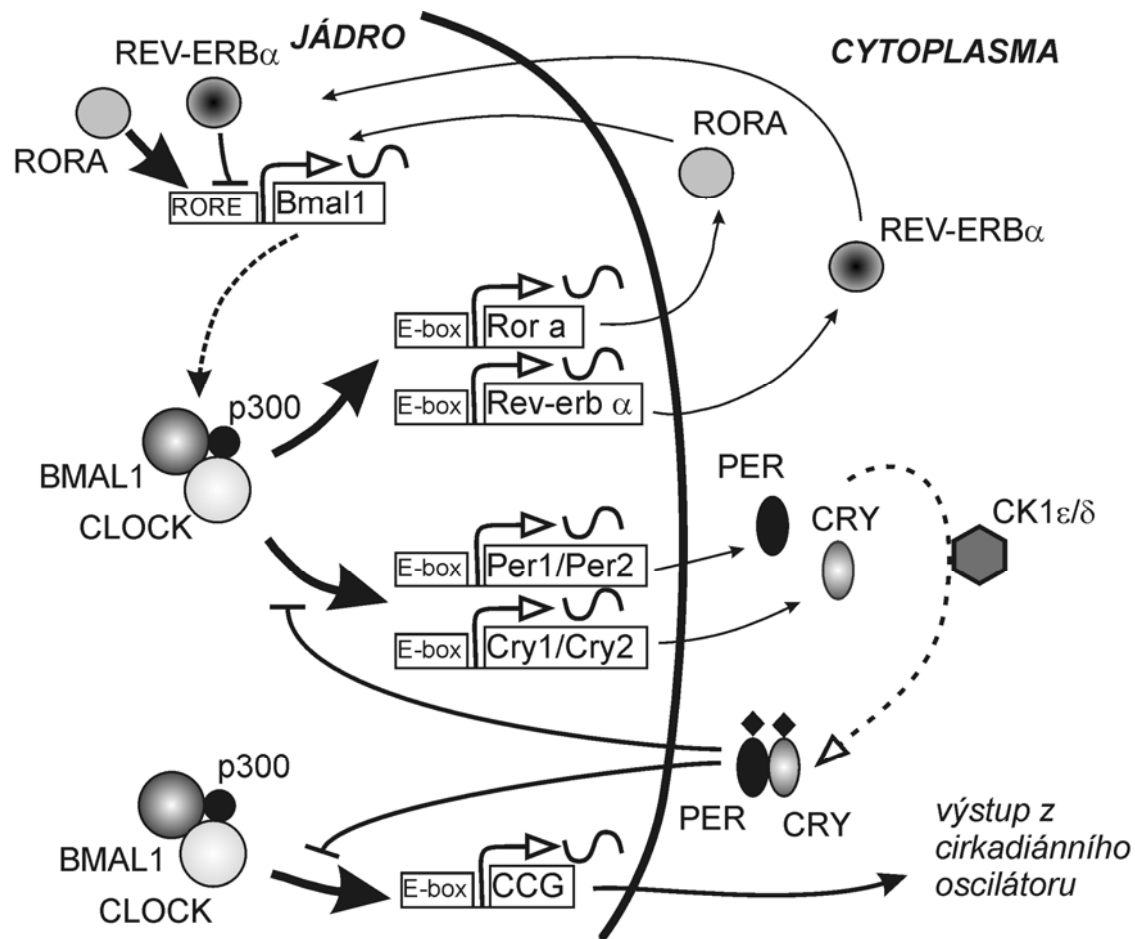 JÁDRO
CYTOPLASMA
REV-ERBα
RORA
RORE
Bmal1
RORA
REV-ERBα
E-box
Ror a
E-box
Rev-erb α
p300
BMAL1
CLOCK
PER
CRY
CK1ε/δ
E-box
Per1/Per2
E-box
Cry1/Cry2
p300
BMAL1
CLOCK
PER
CRY
E-box
CCG
výstup z
cirkadiánního
oscilátoru